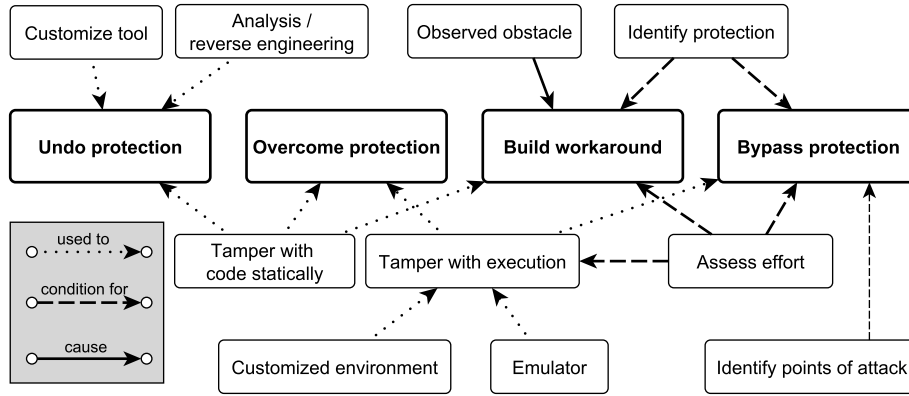 Customize tool
Analysis /
reverse engineering
Observed obstacle
Identify protection
Undo protection
Overcome protection
Build workaround
Bypass protection
used to
condition for
cause
Tamper with
code statically
Tamper with execution
Assess effort
Customized environment
Emulator
Identify points of attack